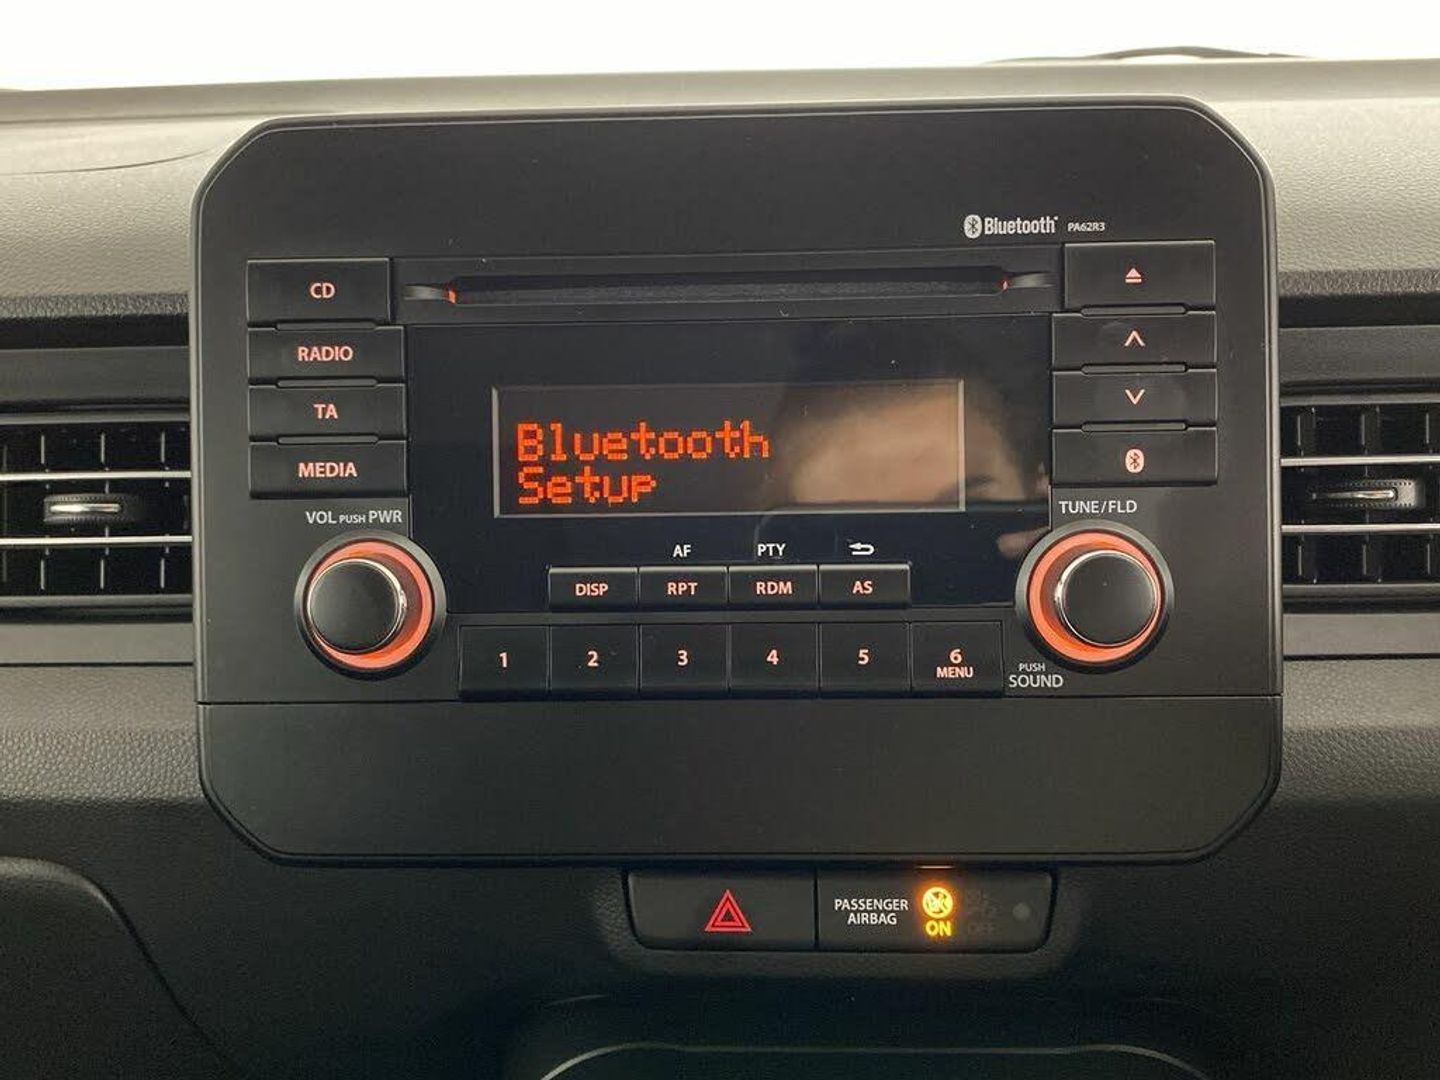 Bluetooth PA62R3
CD
RADIO
TA
MEDIA
Bluetooth
Setup
VOL PUSH PWR
TUNE/FLD
AF PTY
DISP RPT RDM AS
1 2 3 4 5 6
MENU
PUSH
SOUND
PASSENGER
AIRBAG
ON OFF